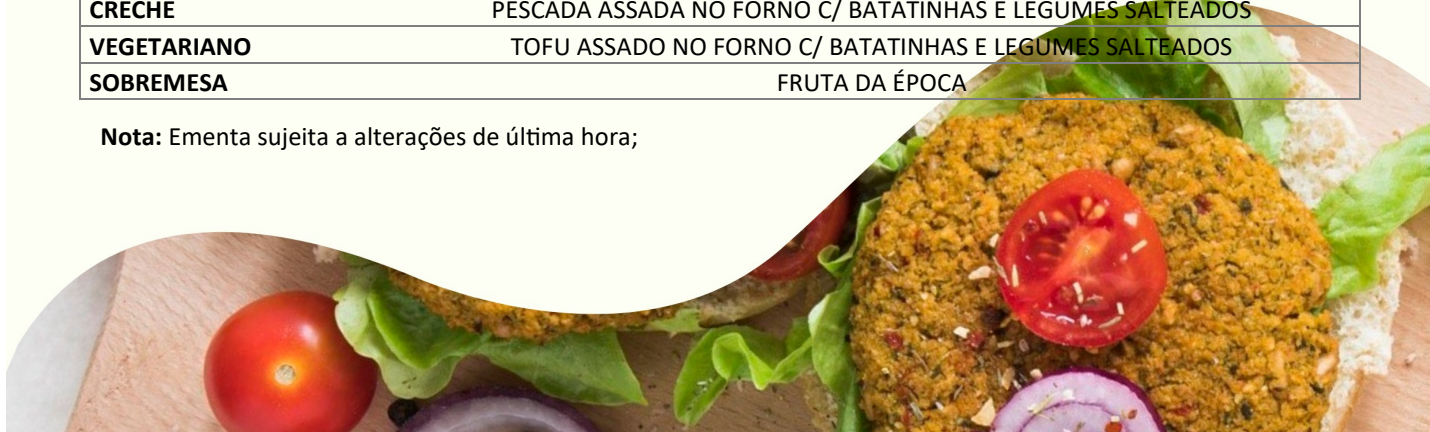 CRECHE PESCADA ASSADA NO FORNO C/ BATATINHAS E LEGUMES SALTEADOS
VEGETARIANO TOFU ASSADO NO FORNO C/ BATATINHAS E LEGUMES SALTEADOS
SOBREMESA FRUTA DA ÉPOCA
Nota: Ementa sujeita a alterações de última hora;